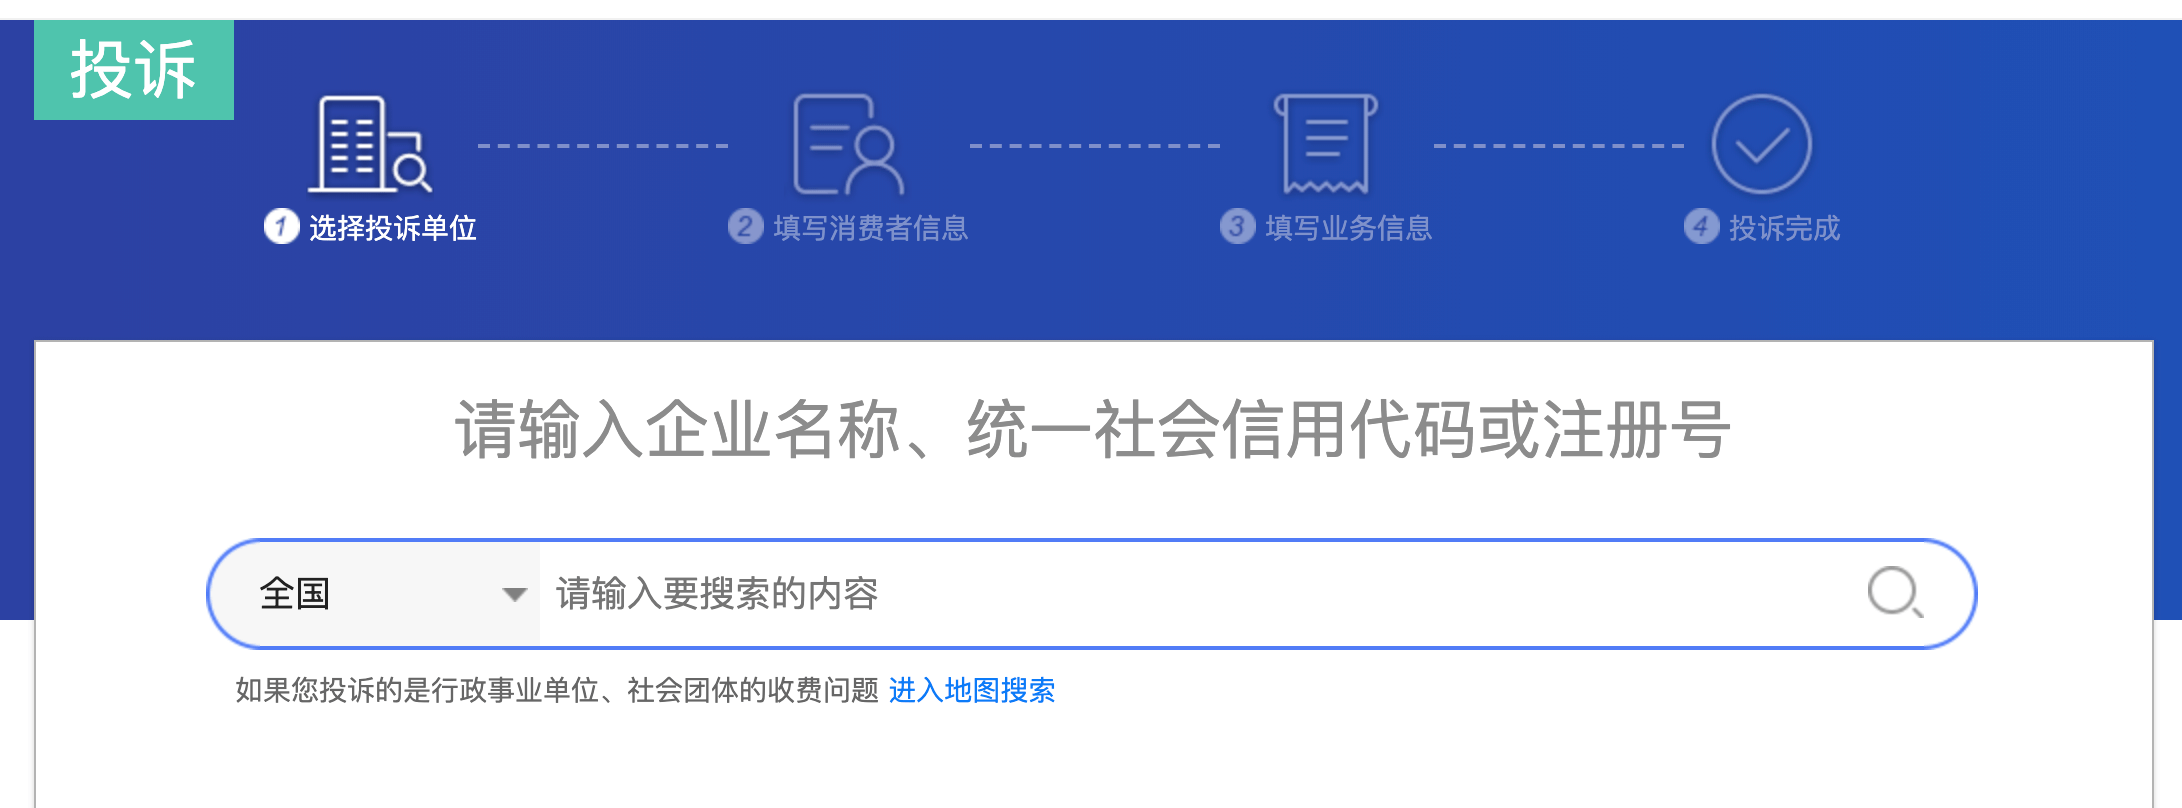 投诉
1 选择投诉单位
2 填写消费者信息
3 填写业务信息
4 投诉完成
请输入企业名称、统一社会信用代码或注册号
全国 请输入要搜索的内容
如果您投诉的是行政事业单位、社会团体的收费问题 进入地图搜索